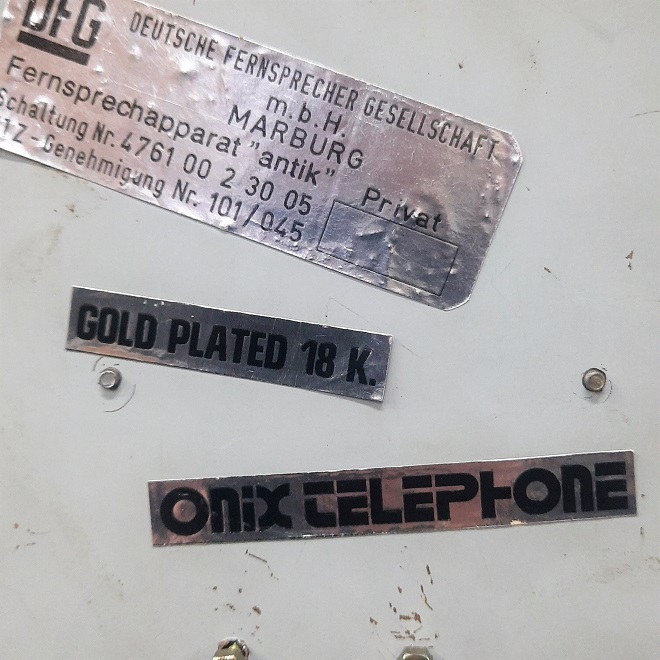 DFG
DEUTSCHE FERNSPRECHER GESELLSCHAFT
m.b.H.
MARBURG
Fernsprechapparat "antik"
Schaltung Nr. 4761 00 2 30 05
Genehmigung Nr. 101/045
Privat
GOLD PLATED 18 K.
ONIX TELEPHONE